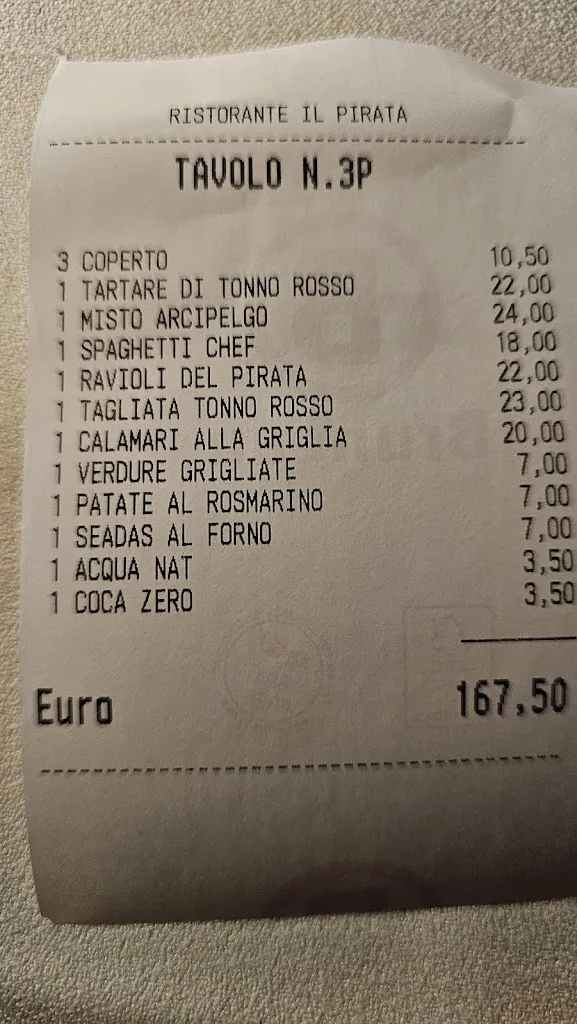 RISTORANTE IL PIRATA
TAVOLO N.3P
3 COPERTO 10,50
1 TARTARE DI TONNO ROSSO 22,00
1 MISTO ARCIPELGO 24,00
1 SPAGHETTI CHEF 18,00
1 RAVIOLI DEL PIRATA 22,00
1 TAGLIATA TONNO ROSSO 23,00
1 CALAMARI ALLA GRIGLIA 20,00
1 VERDURE GRIGLIATE 7,00
1 PATATE AL ROSMARINO 7,00
1 SEADAS AL FORNO 7,00
1 ACQUA NAT 3,50
1 COCA ZERO 3,50
Euro 167,50